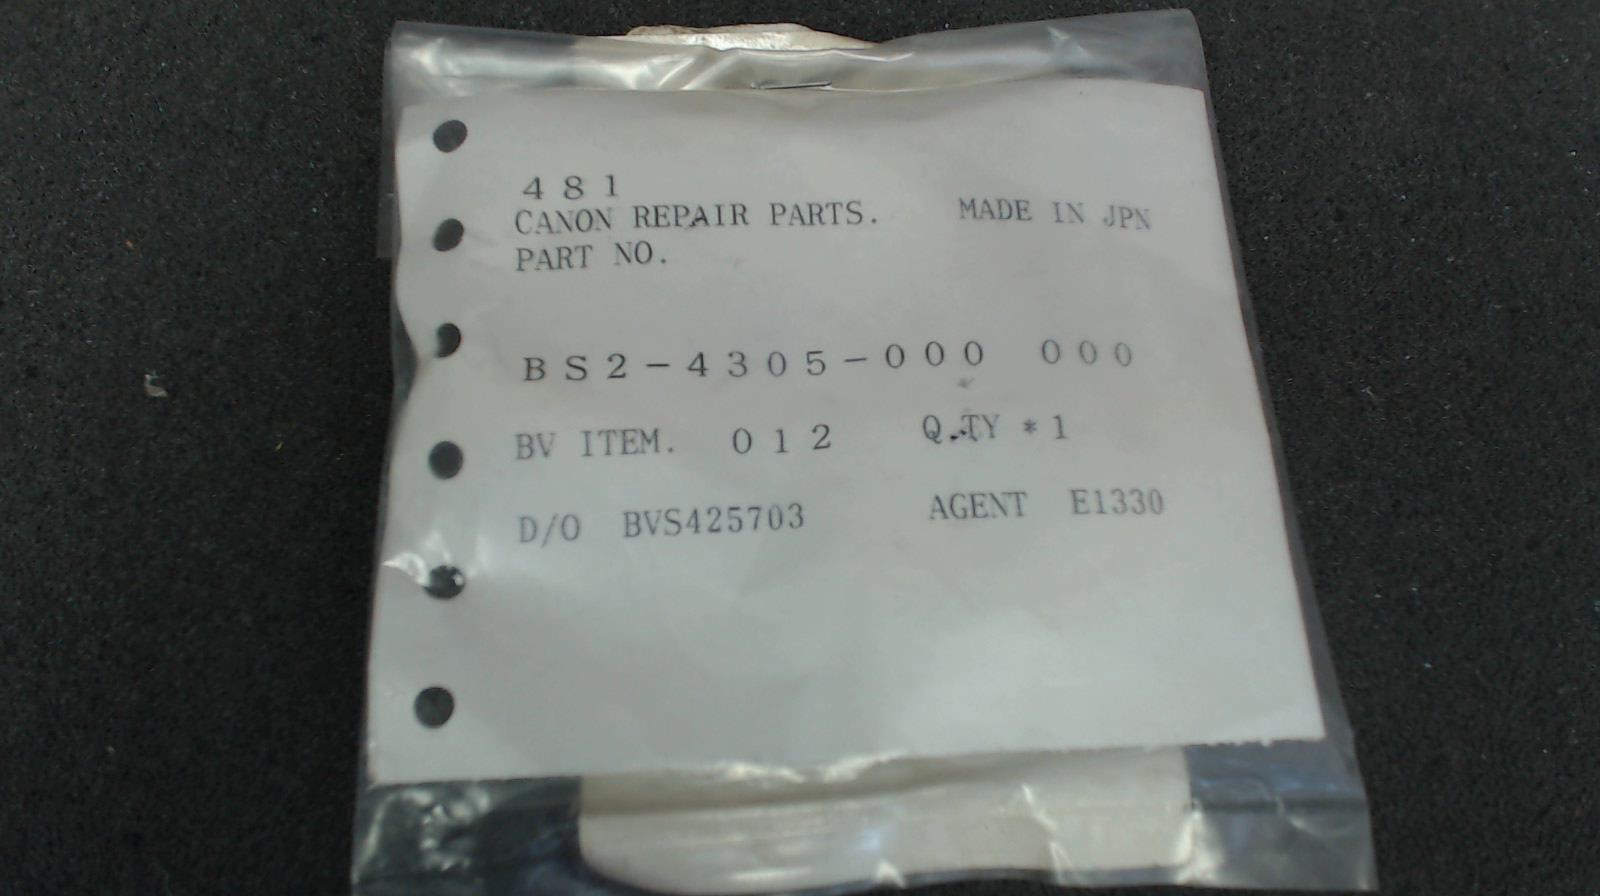 481
CANON REPAIR PARTS. MADE IN JPN
PART NO.
BS2-4305-000 000
BV ITEM. 012 Q.TY *1
D/O BVS425703 AGENT E1330